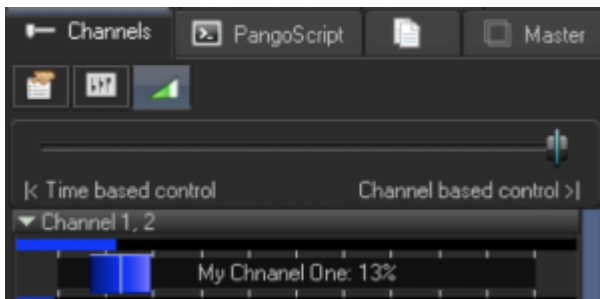 Channels PangoScript Master
|< Time based control Channel based control >|
Channel 1, 2
My Chnanel One: 13%